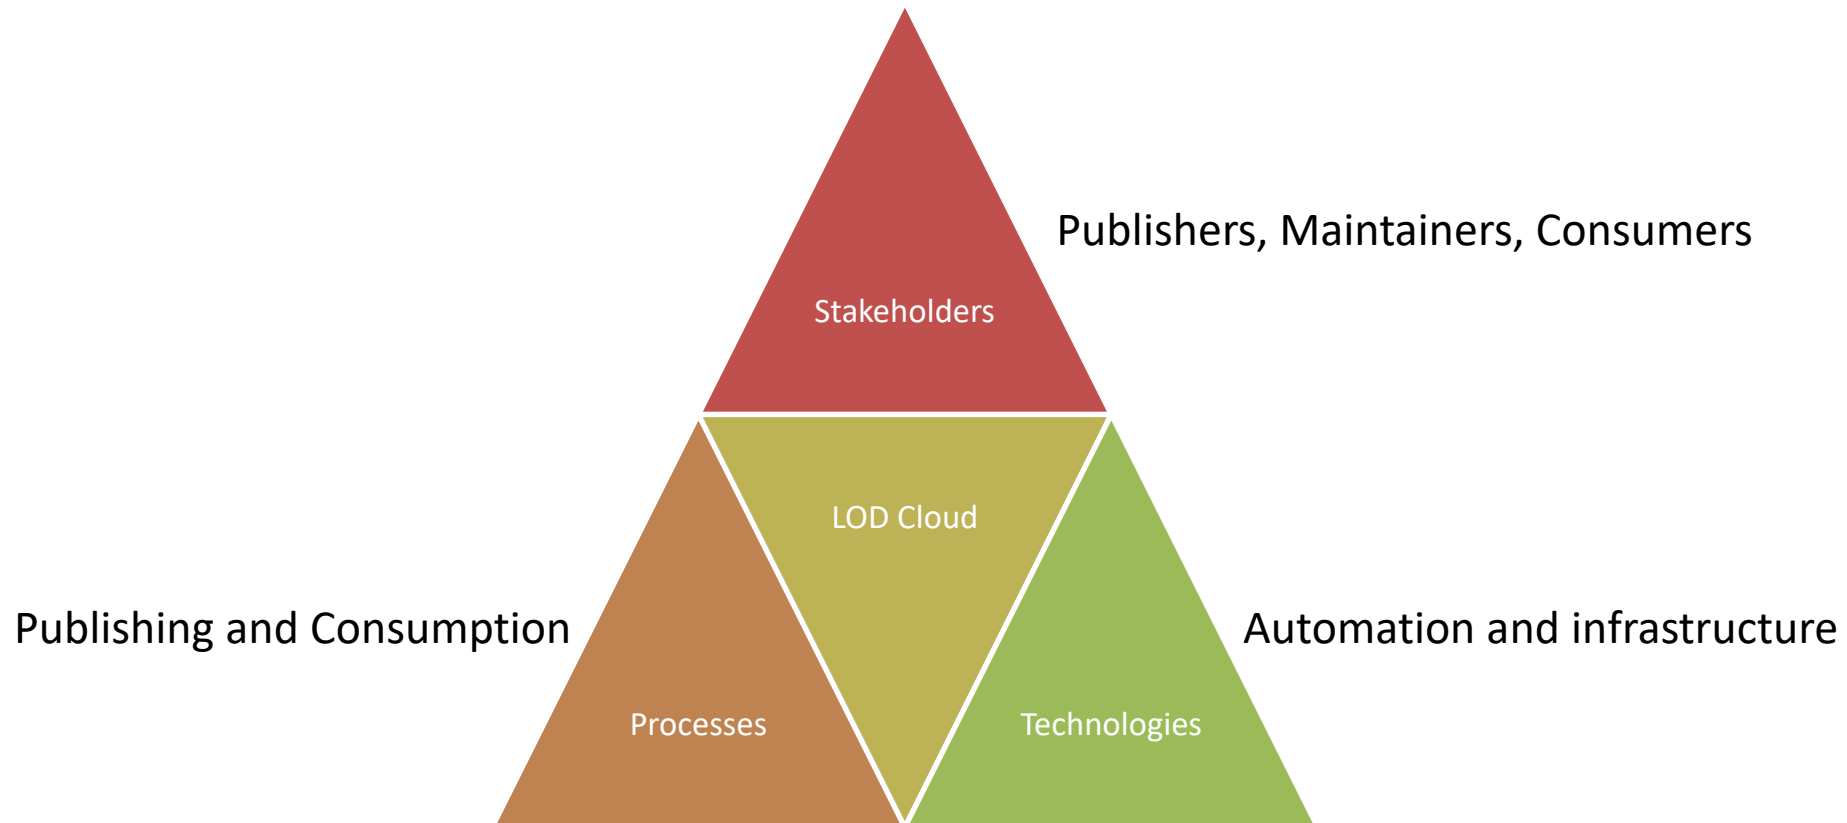 Publishers, Maintainers, Consumers
Stakeholders
LOD Cloud
Publishing and Consumption
Automation and infrastructure
Processes
Technologies